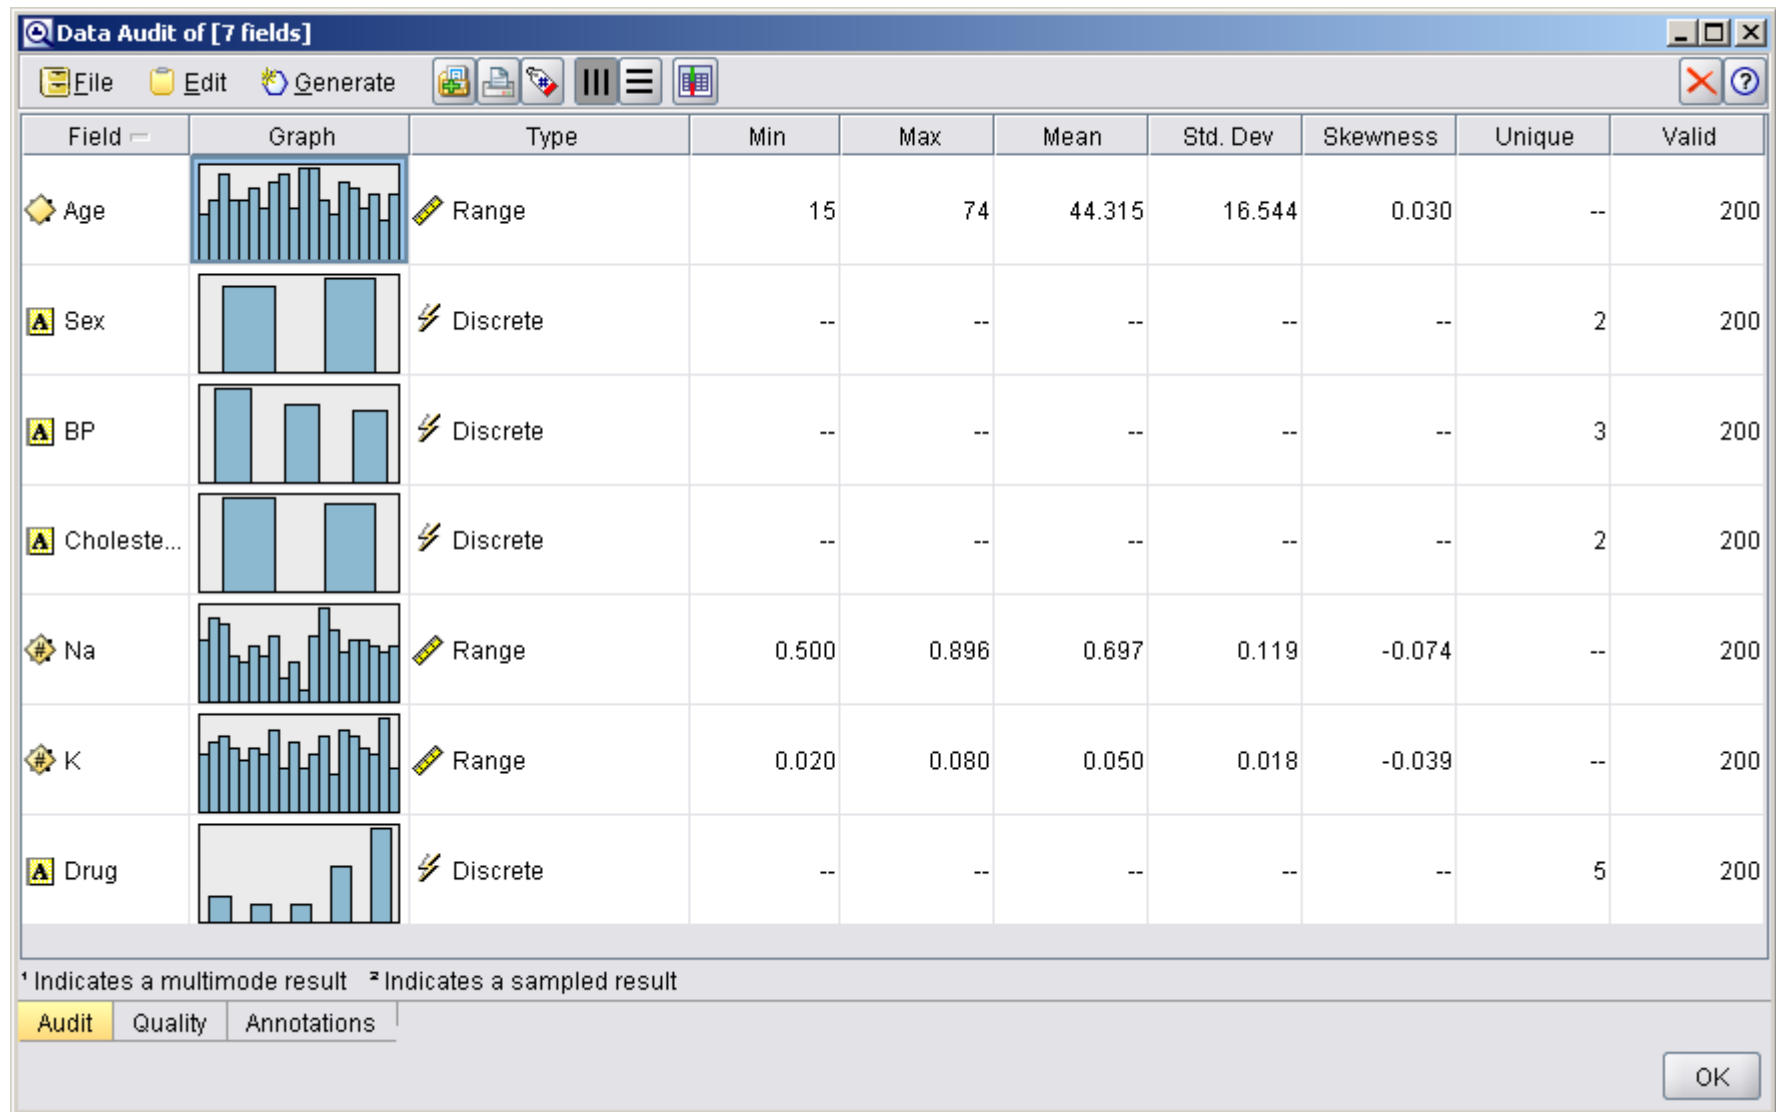 Data Audit of [7 fields]
File Edit Generate
Field Graph Type Min Max Mean Std. Dev Skewness Unique Valid
Age Range 15 74 44.315 16.544 0.030 -- 200
A Sex Discrete -- -- -- -- -- 2 200
A BP Discrete -- -- -- -- -- 3 200
A Choleste... Discrete -- -- -- -- -- 2 200
# Na Range 0.500 0.896 0.697 0.119 -0.074 -- 200
# K Range 0.020 0.080 0.050 0.018 -0.039 -- 200
A Drug Discrete -- -- -- -- -- 5 200
¹ Indicates a multimode result ² Indicates a sampled result
Audit Quality Annotations
OK